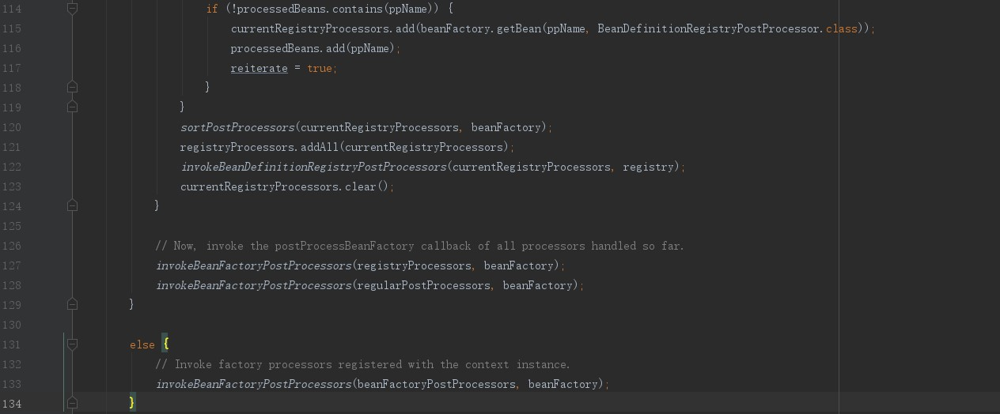 114 if (!processedBeans.contains(ppName)) {
115 currentRegistryProcessors.add(beanFactory.getBean(ppName, BeanDefinitionRegistryPostProcessor.class));
116 processedBeans.add(ppName);
117 reiterate = true;
118 }
119 }
120 sortPostProcessors(currentRegistryProcessors, beanFactory);
121 registryProcessors.addAll(currentRegistryProcessors);
122 invokeBeanDefinitionRegistryPostProcessors(currentRegistryProcessors, registry);
123 currentRegistryProcessors.clear();
124 }
125
126 // Now, invoke the postProcessBeanFactory callback of all processors handled so far.
127 invokeBeanFactoryPostProcessors(registryProcessors, beanFactory);
128 invokeBeanFactoryPostProcessors(regularPostProcessors, beanFactory);
129 }
130
131 else {
132 // Invoke factory processors registered with the context instance.
133 invokeBeanFactoryPostProcessors(beanFactoryPostProcessors, beanFactory);
134 }